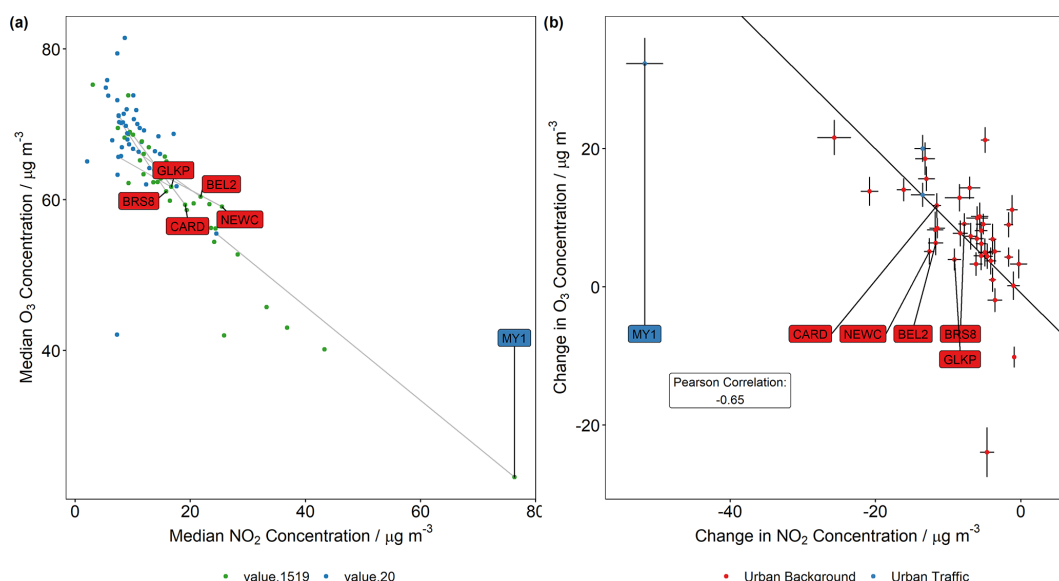 (a)
80
60
40
Median O3 Concentration / μg m-3
GLKP
BEL2
BRS8
CARD
NEWC
MY1
0
20
40
60
80
Median NO2 Concentration / μg m-3
value.1519
value.20
(b)
20
0
-20
Change in O3 Concentration / μg m-3
MY1
CARD
NEWC
BEL2
BRS8
GLKP
Pearson Correlation:
-0.65
-40
-20
0
Change in NO2 Concentration / μg m-3
Urban Background
Urban Traffic